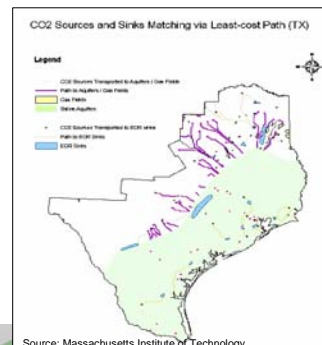 CO2 Sources and Sinks Matching via Least-cost Path (TX)
Legend
CO2 Sources Transported to Aquifers / Gas Fields
Path to Aquifers / Gas Fields
Gas Fields
Saline Aquifers
CO2 Sources Transported to EOR sinks
Path to EOR Sinks
EOR Sinks
Source: Massachusetts Institute of Technology